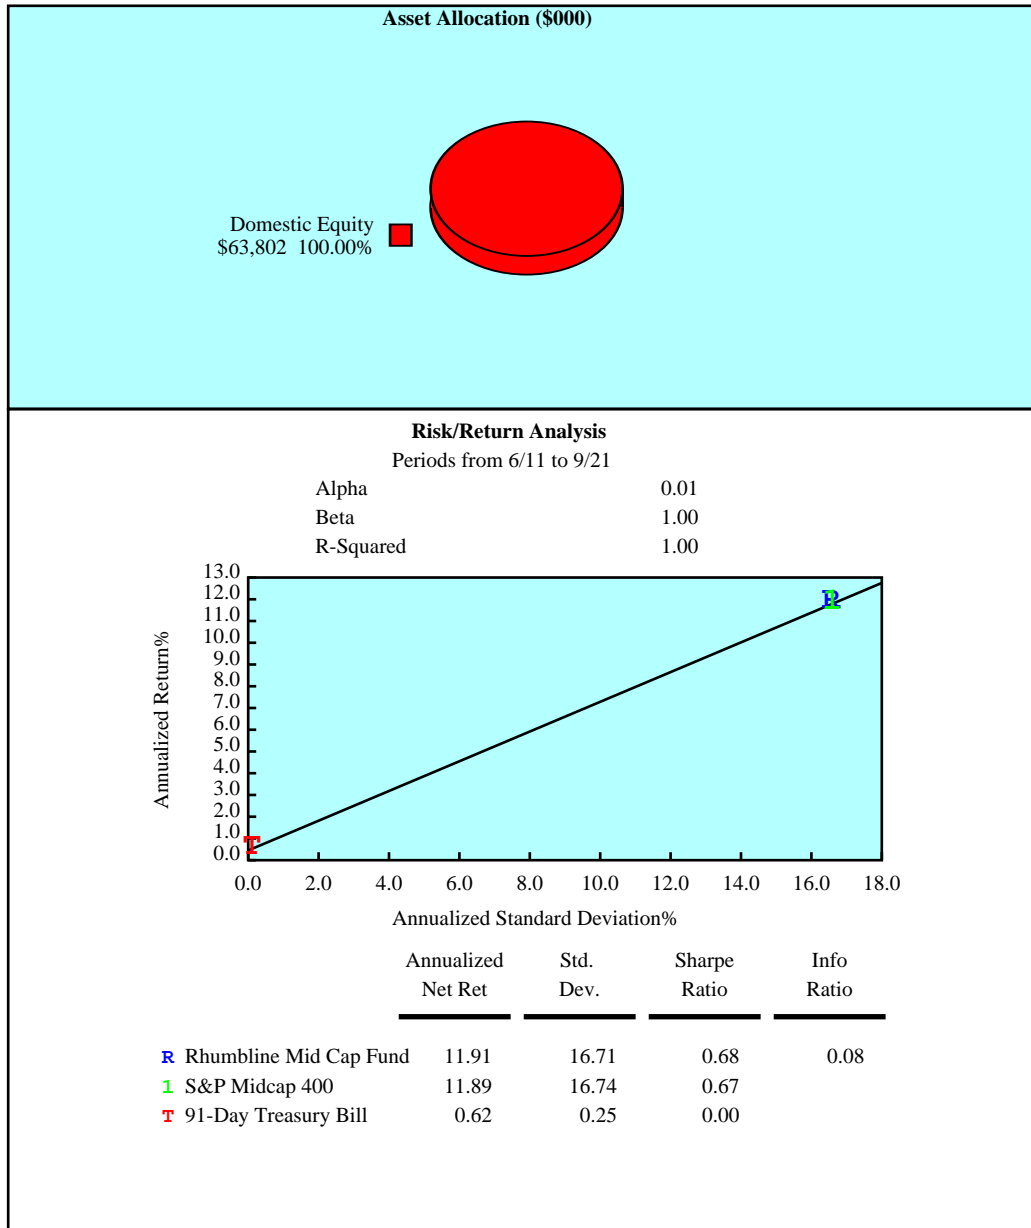 Asset Allocation ($000)
Domestic Equity
$63,802 100.00%
Risk/Return Analysis
Periods from 6/11 to 9/21
Alpha 0.01
Beta 1.00
R-Squared 1.00
13.0
12.0
11.0
10.0
9.0
8.0
7.0
6.0
5.0
4.0
3.0
2.0
1.0
0.0
Annualized Return%
R
1
T
0.0 2.0 4.0 6.0 8.0 10.0 12.0 14.0 16.0 18.0
Annualized Standard Deviation%
Annualized Std. Sharpe Info
Net Ret Dev. Ratio Ratio
R Rhumbline Mid Cap Fund 11.91 16.71 0.68 0.08
1 S&P Midcap 400 11.89 16.74 0.67
T 91-Day Treasury Bill 0.62 0.25 0.00